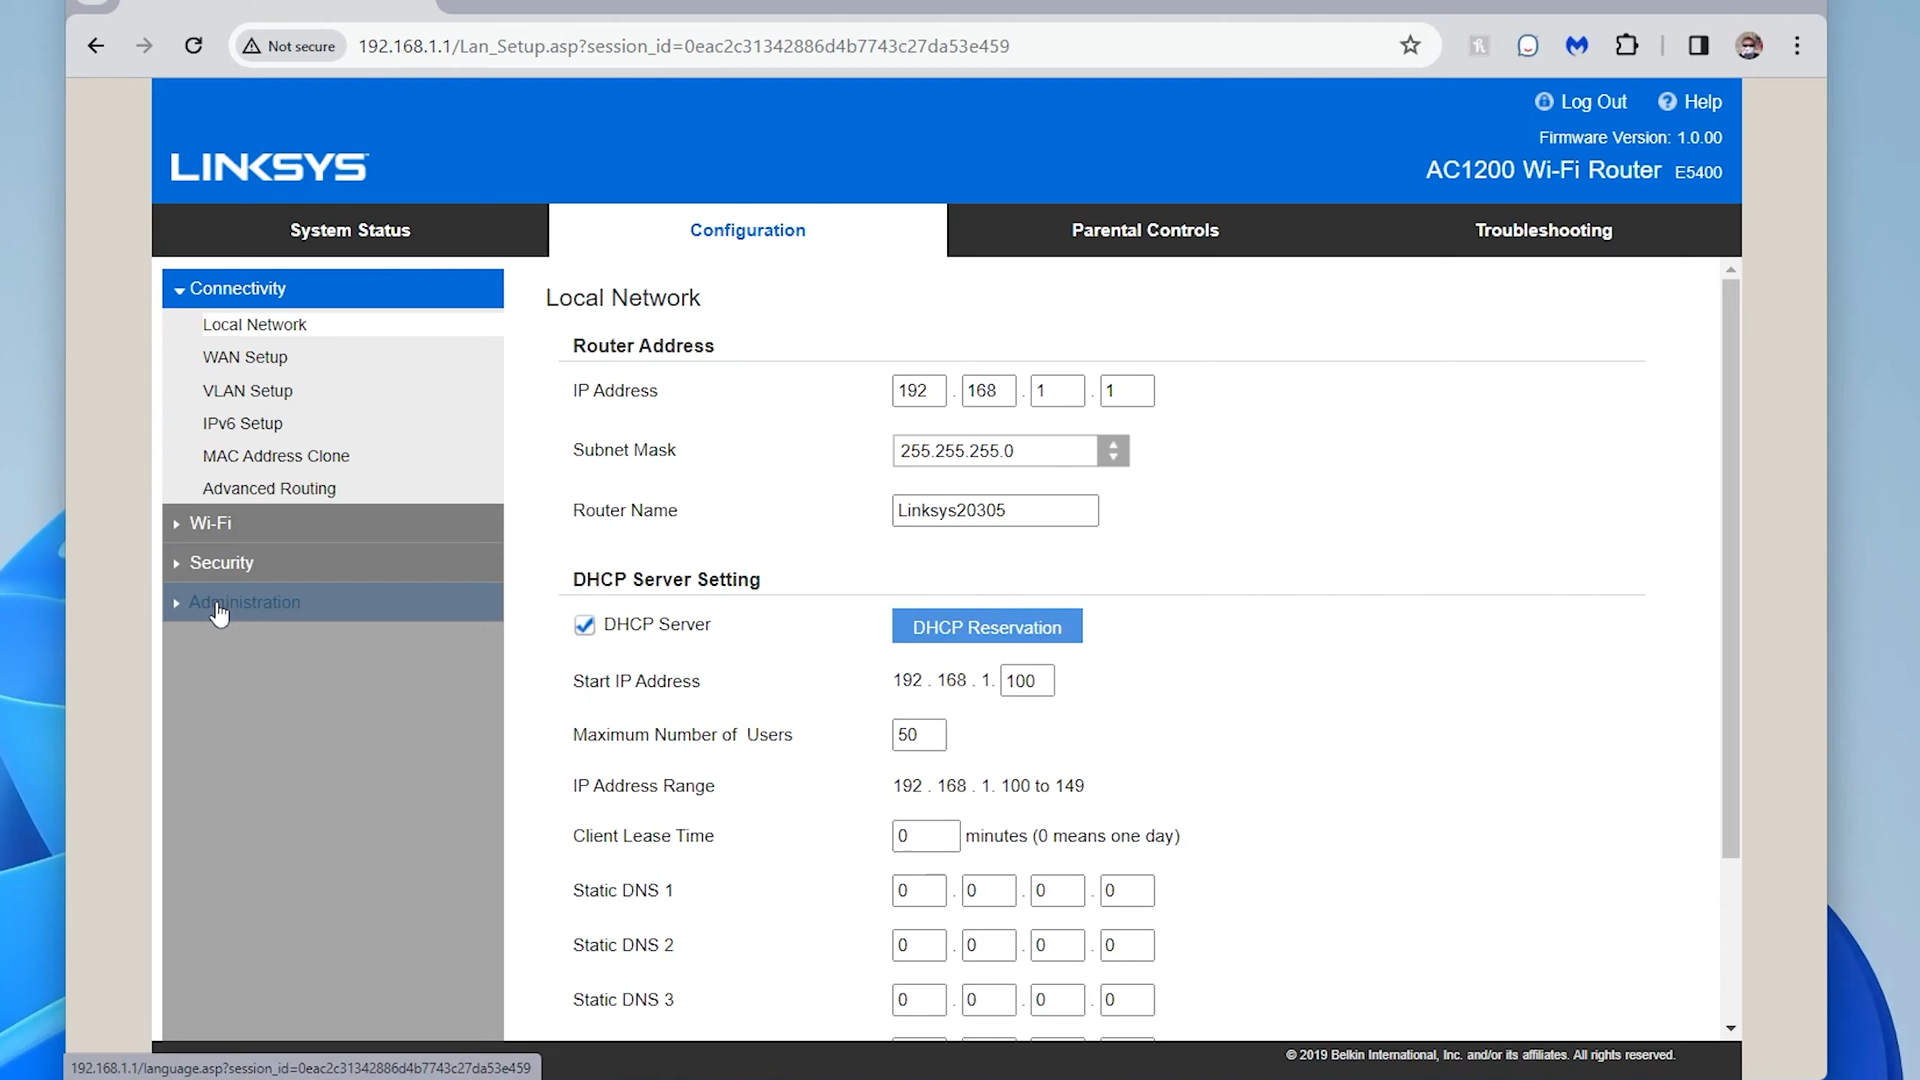 Not secure
192.168.1.1/Lan_Setup.asp?session_id=0eac2c31342886d4b7743c27da53e459
Log Out
Help
Firmware Version: 1.0.00
LINKSYS
AC1200 Wi-Fi Router E5400
System Status
Configuration
Parental Controls
Troubleshooting
Connectivity
Local Network
WAN Setup
VLAN Setup
IPv6 Setup
MAC Address Clone
Advanced Routing
Wi-Fi
Security
Administration
Local Network
Router Address
IP Address 192 . 168 . 1 . 1
Subnet Mask 255.255.255.0
Router Name Linksys20305
DHCP Server Setting
DHCP Server DHCP Reservation
Start IP Address 192 . 168 . 1. 100
Maximum Number of Users 50
IP Address Range 192 . 168 . 1. 100 to 149
Client Lease Time 0 minutes (0 means one day)
Static DNS 1 0 . 0 . 0 . 0
Static DNS 2 0 . 0 . 0 . 0
Static DNS 3 0 . 0 . 0 . 0
© 2019 Belkin International, Inc. and/or its affiliates. All rights reserved.
192.168.1.1/language.asp?session_id=0eac2c31342886d4b7743c27da53e459